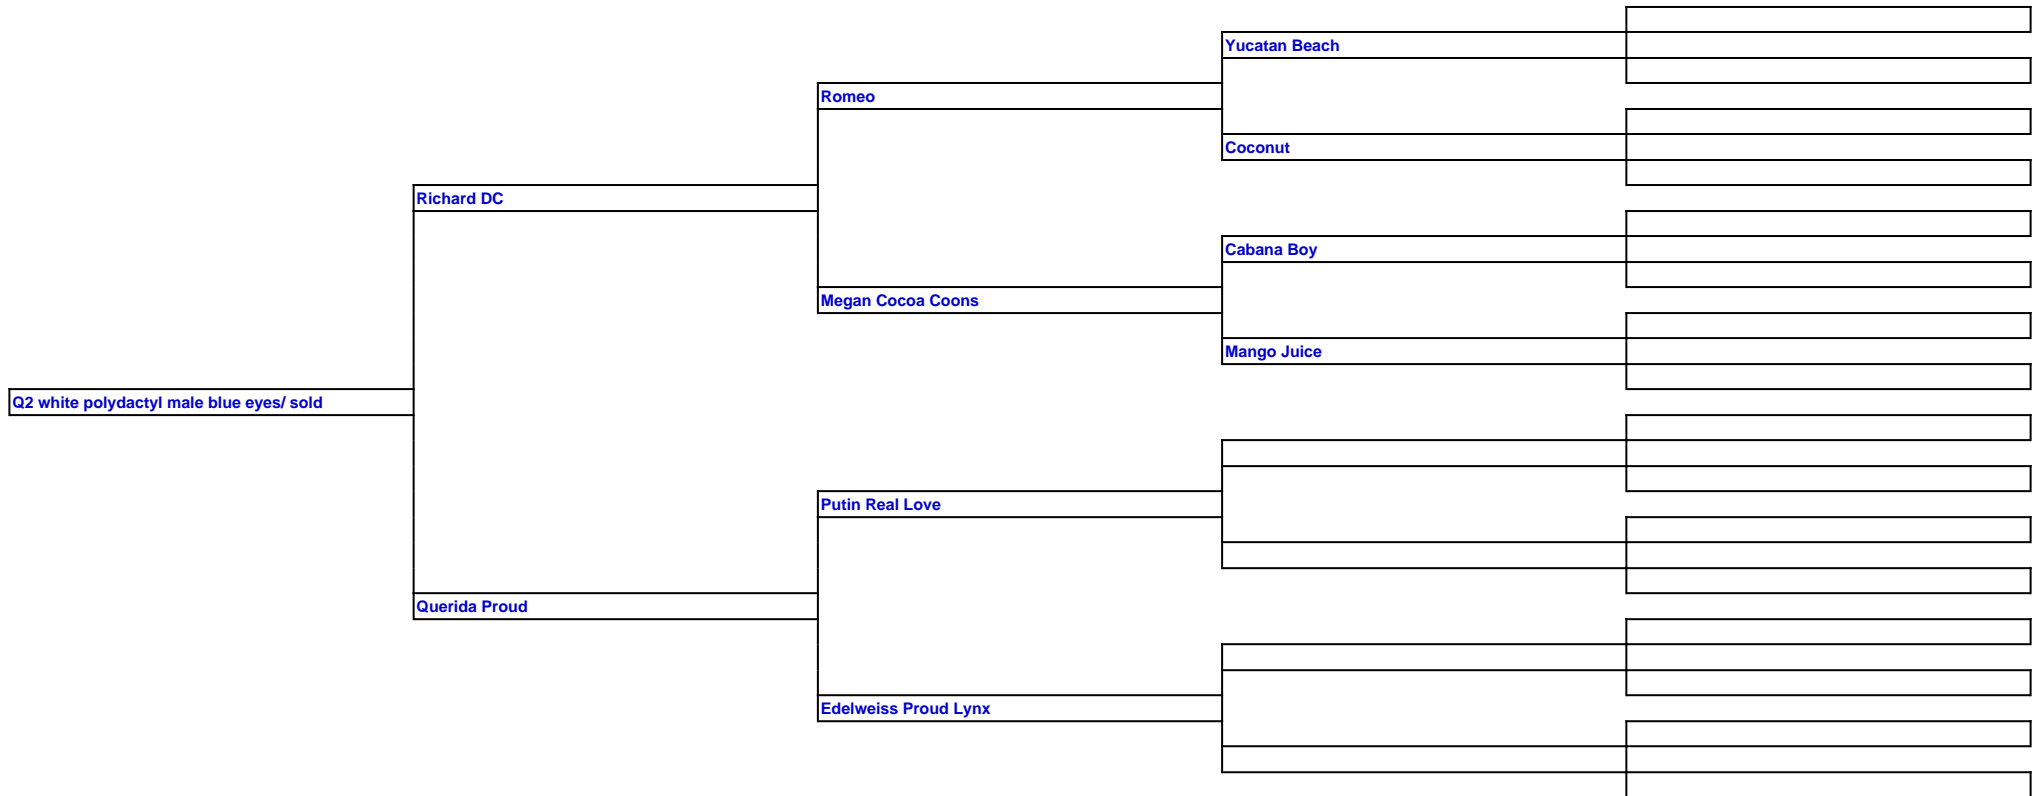 Yucatan Beach
Romeo
Coconut
Richard DC
Cabana Boy
Megan Cocoa Coons
Mango Juice
Q2 white polydactyl male blue eyes/ sold
Putin Real Love
Querida Proud
Edelweiss Proud Lynx